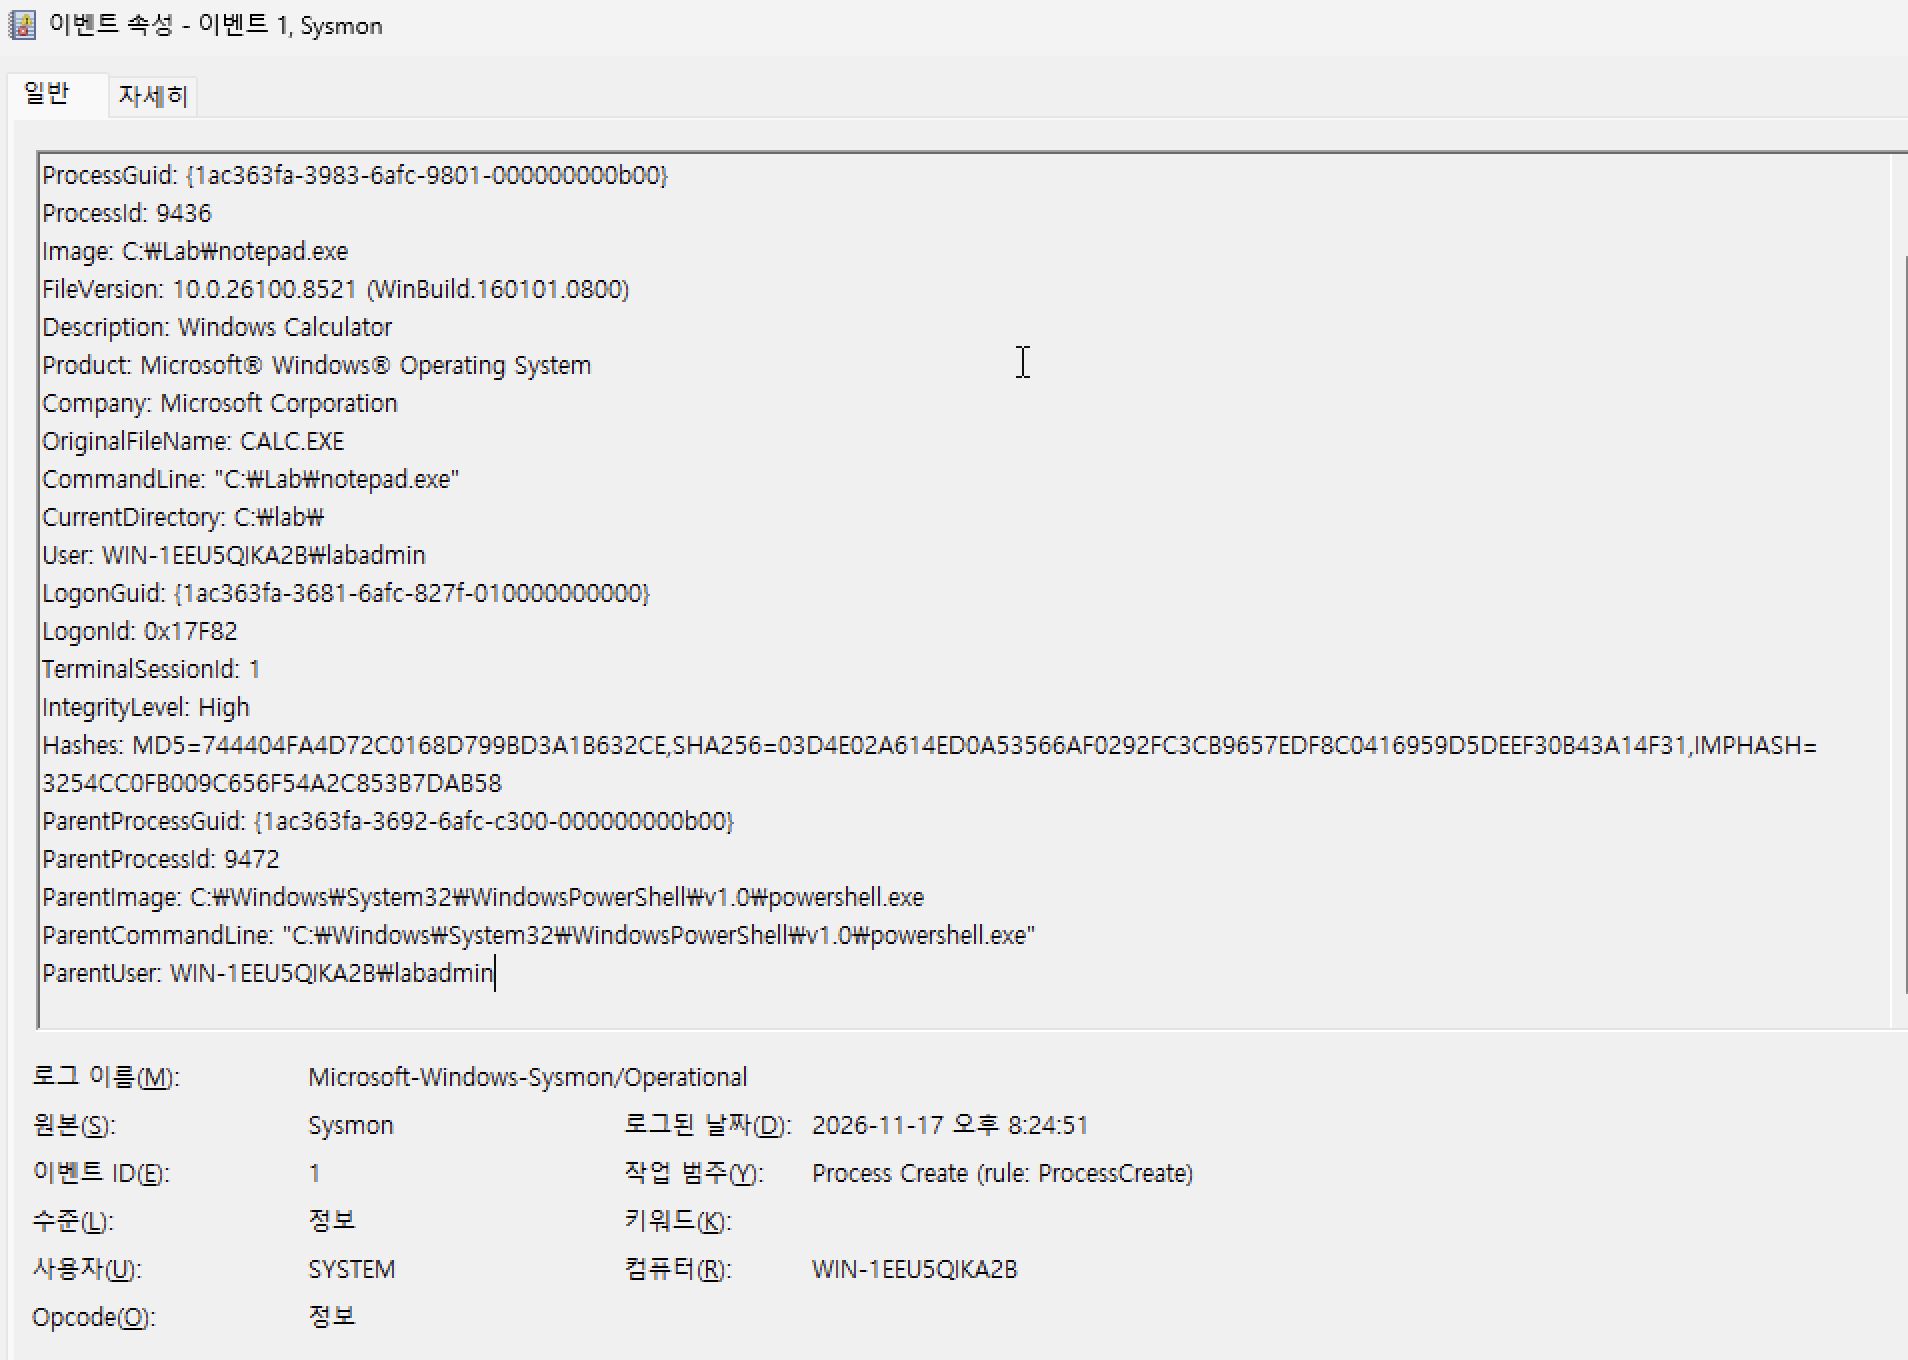 이벤트 속성 - 이벤트 1, Sysmon
일반
자세히
ProcessGuid: {1ac363fa-3983-6afc-9801-000000000b00}
ProcessId: 9436
Image: C:₩Lab₩notepad.exe
FileVersion: 10.0.26100.8521 (WinBuild.160101.0800)
Description: Windows Calculator
Product: Microsoft® Windows® Operating System
Company: Microsoft Corporation
OriginalFileName: CALC.EXE
CommandLine: "C:₩Lab₩notepad.exe"
CurrentDirectory: C:₩lab₩
User: WIN-1EEU5QIKA2B₩labadmin
LogonGuid: {1ac363fa-3681-6afc-827f-010000000000}
LogonId: 0x17F82
TerminalSessionId: 1
IntegrityLevel: High
Hashes: MD5=744404FA4D72C0168D799BD3A1B632CE,SHA256=03D4E02A614ED0A53566AF0292FC3CB9657EDF8C0416959D5DEEF30B43A14F31,IMPHASH=
3254CC0FB009C656F54A2C853B7DAB58
ParentProcessGuid: {1ac363fa-3692-6afc-c300-000000000b00}
ParentProcessId: 9472
ParentImage: C:₩Windows₩System32₩WindowsPowerShell₩v1.0₩powershell.exe
ParentCommandLine: "C:₩Windows₩System32₩WindowsPowerShell₩v1.0₩powershell.exe"
ParentUser: WIN-1EEU5QIKA2B₩labadmin
로그 이름(M): Microsoft-Windows-Sysmon/Operational
원본(S): Sysmon 로그된 날짜(D): 2026-11-17 오후 8:24:51
이벤트 ID(E): 1 작업 범주(Y): Process Create (rule: ProcessCreate)
수준(L): 정보 키워드(K):
사용자(U): SYSTEM 컴퓨터(R): WIN-1EEU5QIKA2B
Opcode(O): 정보